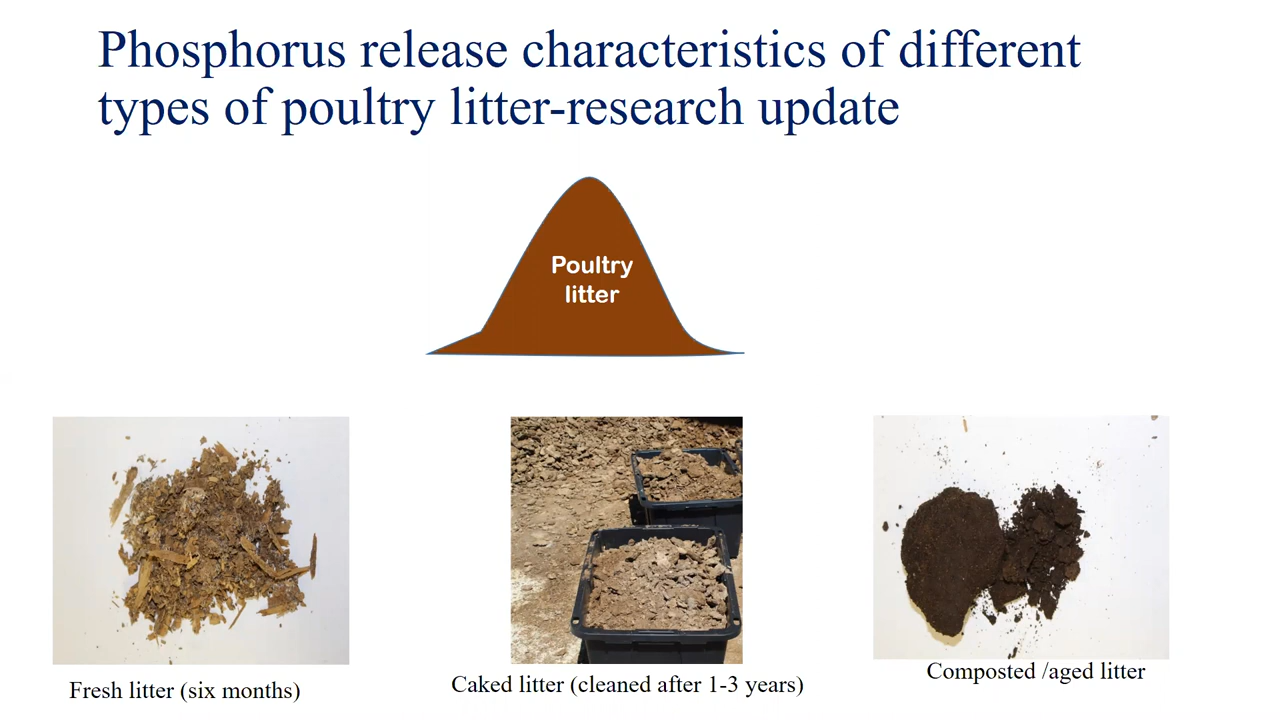 Phosphorus release characteristics of different
types of poultry litter-research update
Poultry
litter
Fresh litter (six months)
Caked litter (cleaned after 1-3 years)
Composted /aged litter